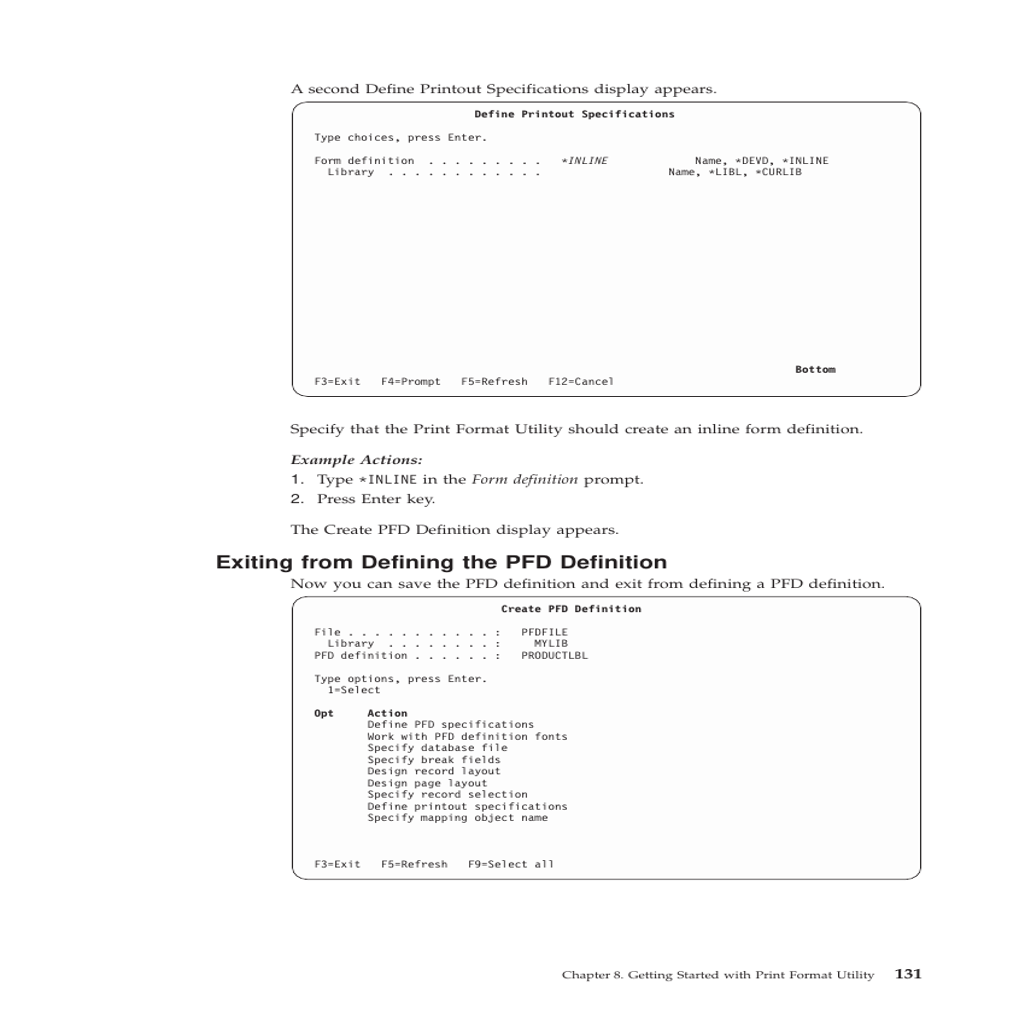 A second Define Printout Specifications display appears.
Define Printout Specifications
Type choices, press Enter.
Form definition . . . . . . . . . *INLINE Name, *DEVD, *INLINE
Library . . . . . . . . . . . . Name, *LIBL, *CURLIB
Bottom
F3=Exit F4=Prompt F5=Refresh F12=Cancel
Specify that the Print Format Utility should create an inline form definition.
Example Actions:
1. Type *INLINE in the Form definition prompt.
2. Press Enter key.
The Create PFD Definition display appears.
Exiting from Defining the PFD Definition
Now you can save the PFD definition and exit from defining a PFD definition.
Create PFD Definition
File . . . . . . . . . . . : PFDFILE
Library . . . . . . . . : MYLIB
PFD definition . . . . . . : PRODUCTLBL
Type options, press Enter.
1=Select
Opt Action
Define PFD specifications
Work with PFD definition fonts
Specify database file
Specify break fields
Design record layout
Design page layout
Specify record selection
Define printout specifications
Specify mapping object name
F3=Exit F5=Refresh F9=Select all
Chapter 8. Getting Started with Print Format Utility 131